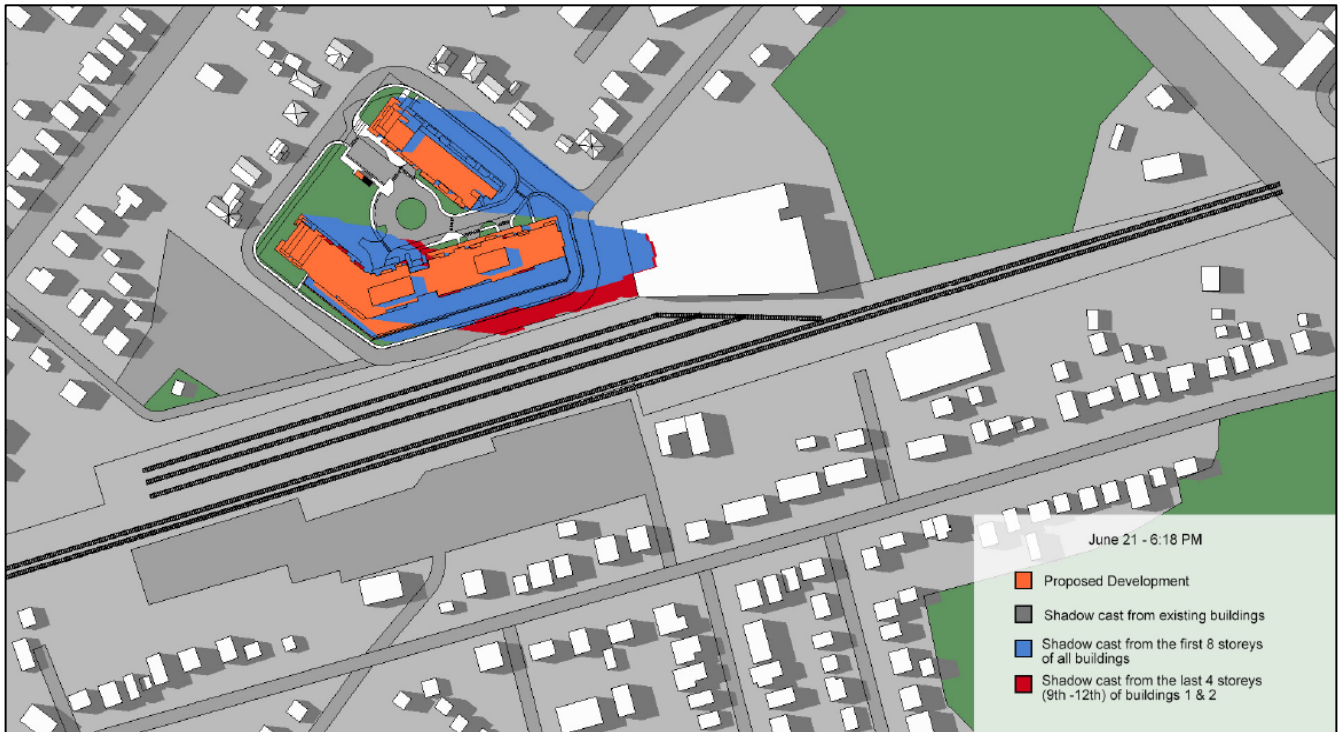 June 21 - 6:18 PM
Proposed Development
Shadow cast from existing buildings
Shadow cast from the first 8 storeys
of all buildings
Shadow cast from the last 4 storeys
(9th -12th) of buildings 1 & 2